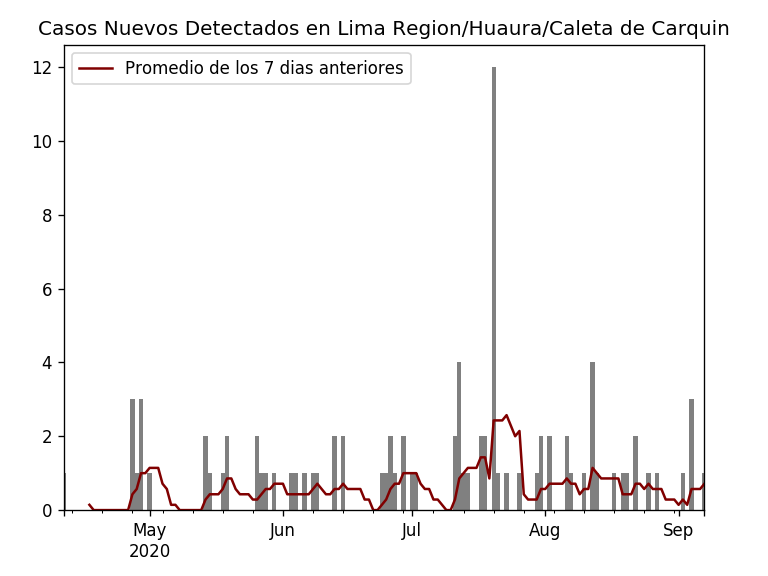 Casos Nuevos Detectados en Lima Region/Huaura/Caleta de Carquin
Promedio de los 7 dias anteriores
12
10
8
6
4
2
0
May Jun Jul Aug Sep
2020